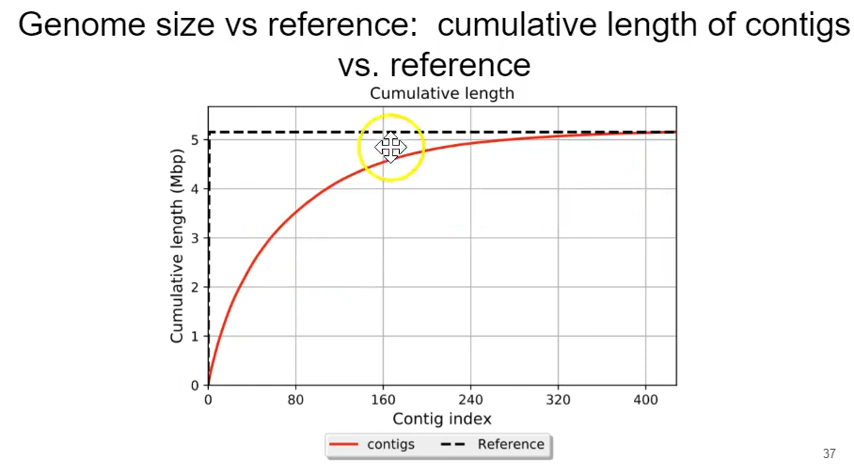 Genome size vs reference:  cumulative length of contigs
vs. reference
Cumulative length
Cumulative length (Mbp)
5
4
3
2
1
0
0 80 160 240 320 400
Contig index
contigs Reference
37